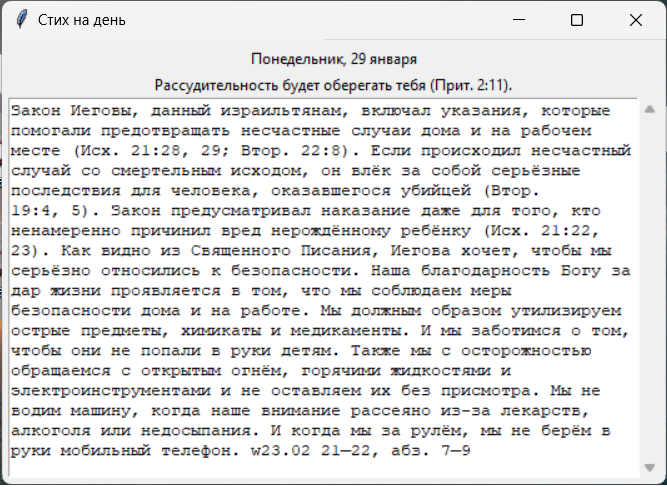 Стих на день
Понедельник, 29 января
Рассудительность будет оберегать тебя (Прит. 2:11).
Закон Иеговы, данный израильтянам, включал указания, которые
помогали предотвращать несчастные случаи дома и на рабочем
месте (Исх. 21:28, 29; Втор. 22:8). Если происходил несчастный
случай со смертельным исходом, он влёк за собой серьёзные
последствия для человека, оказавшегося убийцей (Втор.
19:4, 5). Закон предусматривал наказание даже для того, кто
ненамеренно причинил вред нерождённому ребёнку (Исх. 21:22,
23). Как видно из Священного Писания, Иегова хочет, чтобы мы
серьёзно относились к безопасности. Наша благодарность Богу за
дар жизни проявляется в том, что мы соблюдаем меры
безопасности дома и на работе. Мы должным образом утилизируем
острые предметы, химикаты и медикаменты. И мы заботимся о том,
чтобы они не попали в руки детям. Также мы с осторожностью
обращаемся с открытым огнём, горячими жидкостями и
электроинструментами и не оставляем их без присмотра. Мы не
водим машину, когда наше внимание рассеяно из-за лекарств,
алкоголя или недосыпания. И когда мы за рулём, мы не берём в
руки мобильный телефон. w23.02 21—22, абз. 7—9